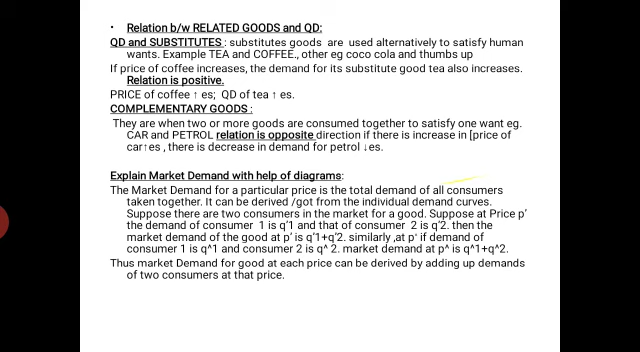 • Relation b/w RELATED GOODS and QD:
QD and SUBSTITUTES : substitutes goods are used alternatively to satisfy human
wants. Example TEA and COFFEE., other eg coco cola and thumbs up
If price of coffee increases, the demand for its substitute good tea also increases.
Relation is positive.
PRICE of coffee ↑ es; QD of tea ↑ es.
COMPLEMENTARY GOODS :
They are when two or more goods are consumed together to satisfy one want eg.
CAR and PETROL relation is opposite direction if there is increase in [price of
car↑es , there is decrease in demand for petrol ↓es.
Explain Market Demand with help of diagrams:
The Market Demand for a particular price is the total demand of all consumers
taken together. It can be derived /got from the individual demand curves.
Suppose there are two consumers in the market for a good. Suppose at Price p’
the demand of consumer 1 is q’1 and that of consumer 2 is q’2. then the
market demand of the good at p’ is q’1+q’2. similarly ,at p^ if demand of
consumer 1 is q^1 and consumer 2 is q^ 2. market demand at p^ is q^1+q^2.
Thus market Demand for good at each price can be derived by adding up demands
of two consumers at that price.